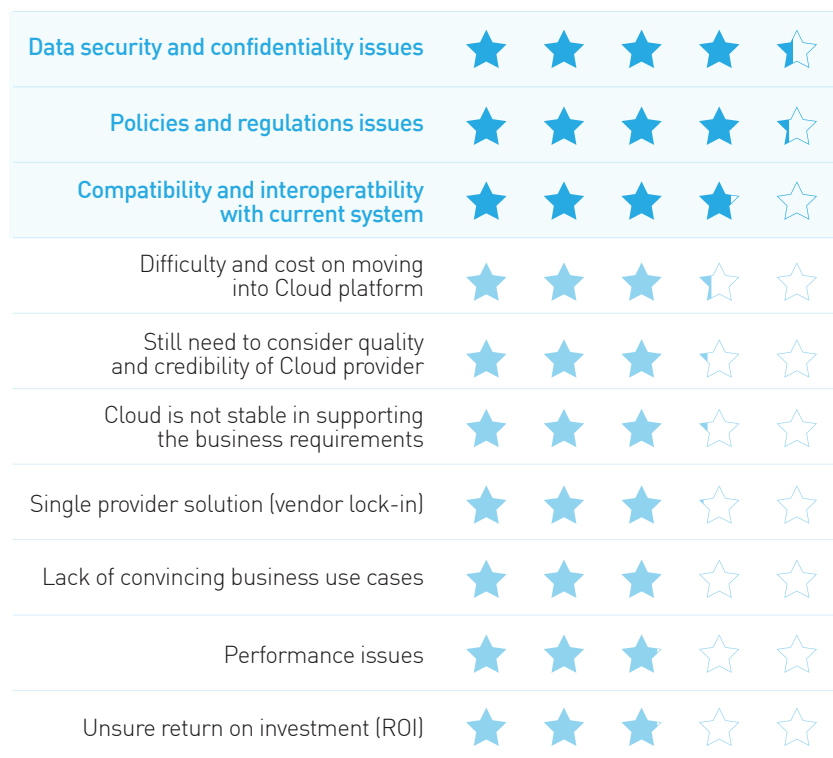 Data security and confidentiality issues
Policies and regulations issues
Compatibility and interoperatbility
with current system
Difficulty and cost on moving
into Cloud platform
Still need to consider quality
and credibility of Cloud provider
Cloud is not stable in supporting
the business requirements
Single provider solution (vendor lock-in)
Lack of convincing business use cases
Performance issues
Unsure return on investment (ROI)